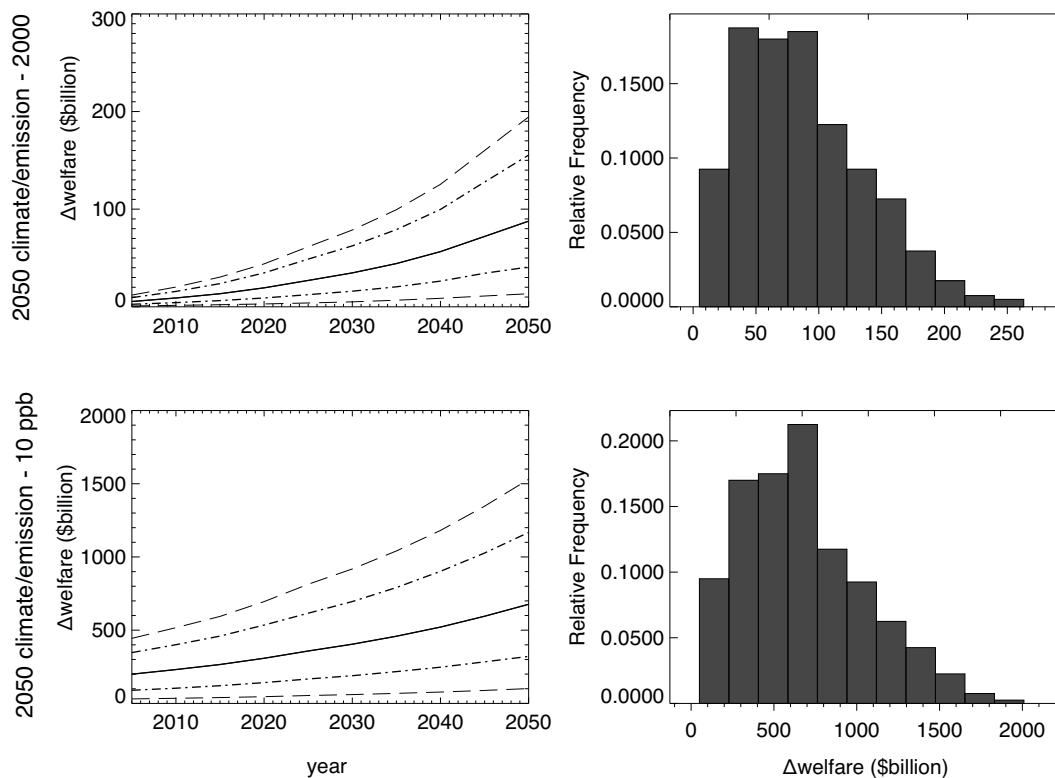 2050 climate/emission - 2000
Δwelfare ($billion)
300
200
100
0
2010 2020 2030 2040 2050
Relative Frequency
0.1500
0.1000
0.0500
0.0000
0 50 100 150 200 250
2050 climate/emission - 10 ppb
Δwelfare ($billion)
2000
1500
1000
500
0
2010 2020 2030 2040 2050
year
Relative Frequency
0.2000
0.1500
0.1000
0.0500
0.0000
0 500 1000 1500 2000
Δwelfare ($billion)